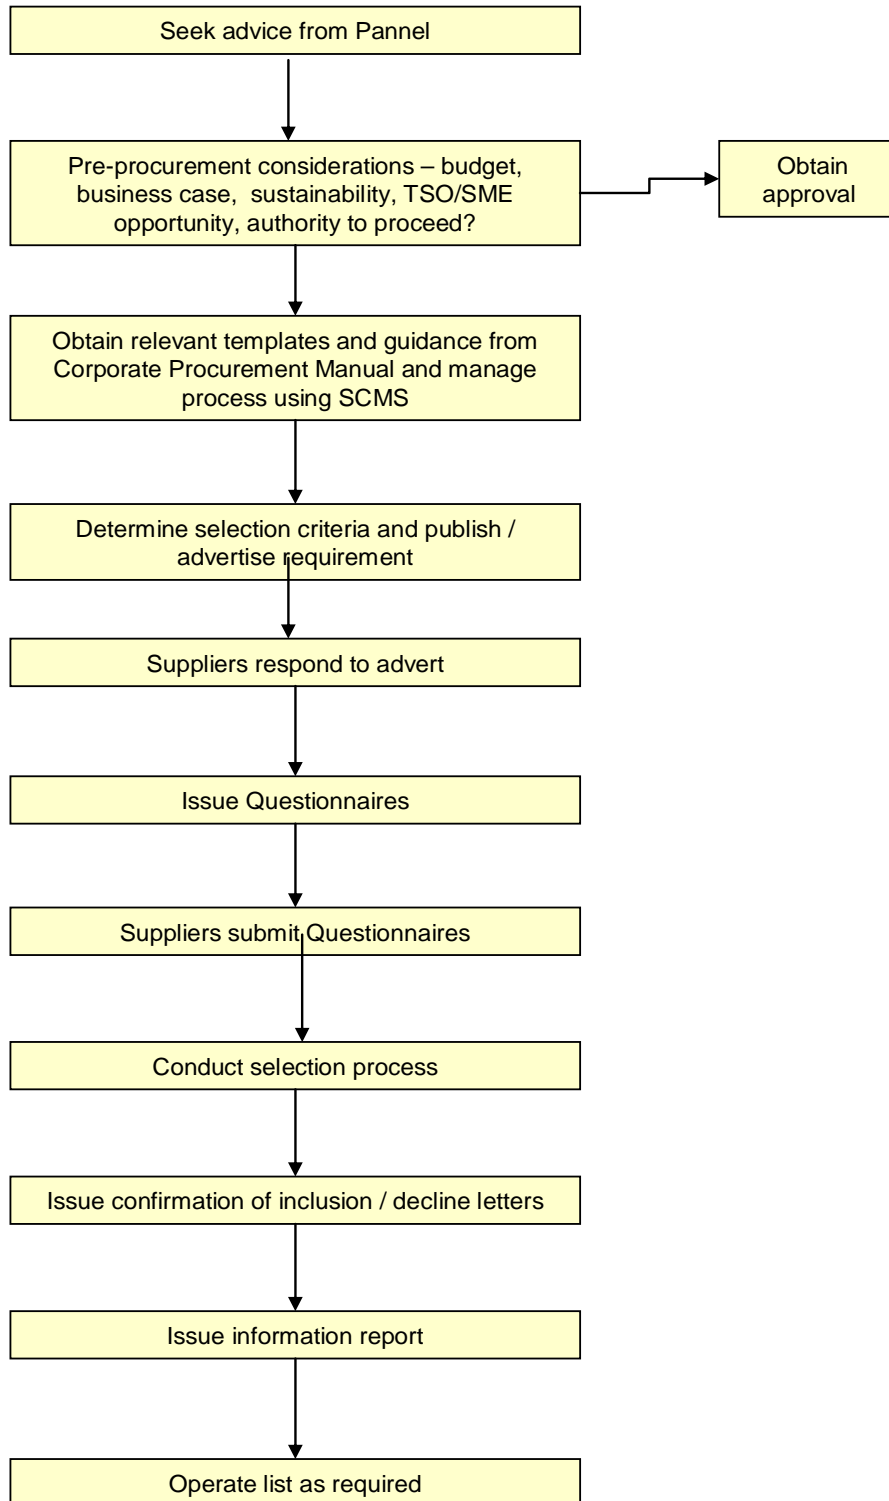 Seek advice from Pannel
Pre-procurement considerations – budget,
business case, sustainability, TSO/SME
opportunity, authority to proceed?
Obtain
approval
Obtain relevant templates and guidance from
Corporate Procurement Manual and manage
process using SCMS
Determine selection criteria and publish /
advertise requirement
Suppliers respond to advert
Issue Questionnaires
Suppliers submit Questionnaires
Conduct selection process
Issue confirmation of inclusion / decline letters
Issue information report
Operate list as required